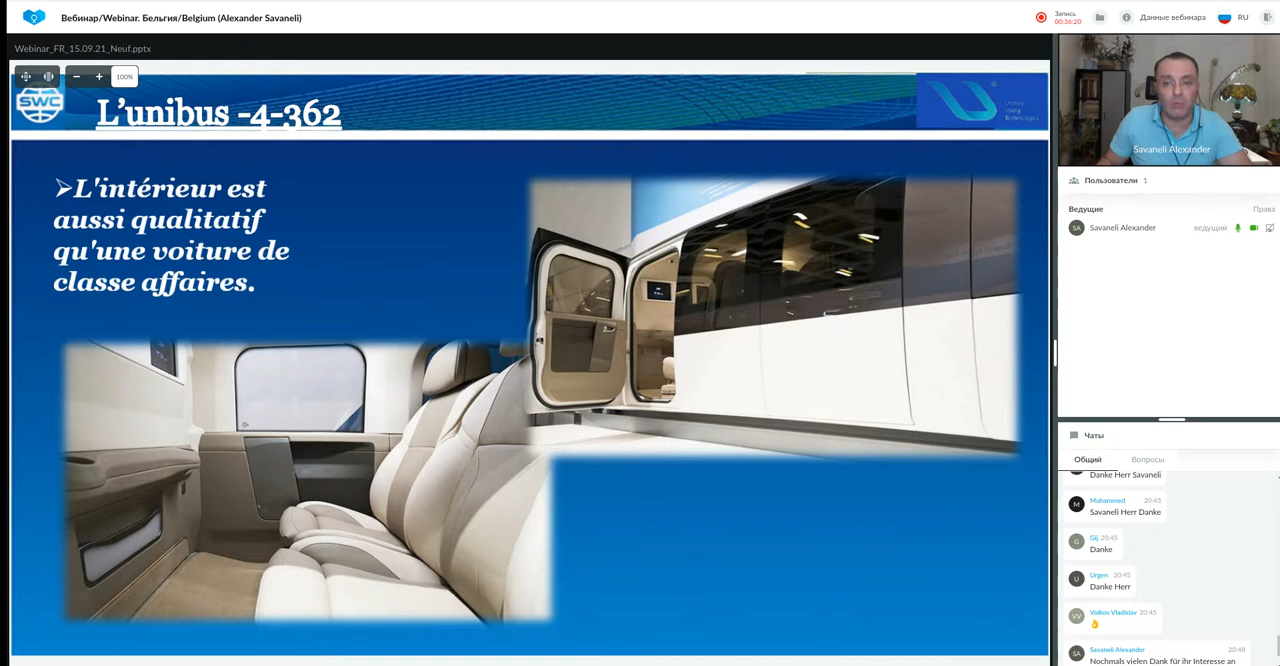 Вебинар/Webinar. Бельгия/Belgium (Alexander Savaneli)
Запись
00:36:20
Данные вебинара
RU
Webinar_FR_15.09.21_Neuf.pptx
100%
SWC
L’unibus -4-362
Unitsky
String
Technologies
➢L'intérieur est
aussi qualitatif
qu'une voiture de
classe affaires.
Savaneli Alexander
Пользователи 1
Ведущие Права
SA Savaneli Alexander ведущий
Чаты
Общий Вопросы
Danke Herr Savaneli
M Muhammed 20:45
Savaneli Herr Danke
G Gij 20:45
Danke
U Urgen 20:45
Danke Herr
VV Volkov Vladislav 20:45
👌
SA Savaneli Alexander 20:48
Nochmals vielen Dank für ihr Interesse an